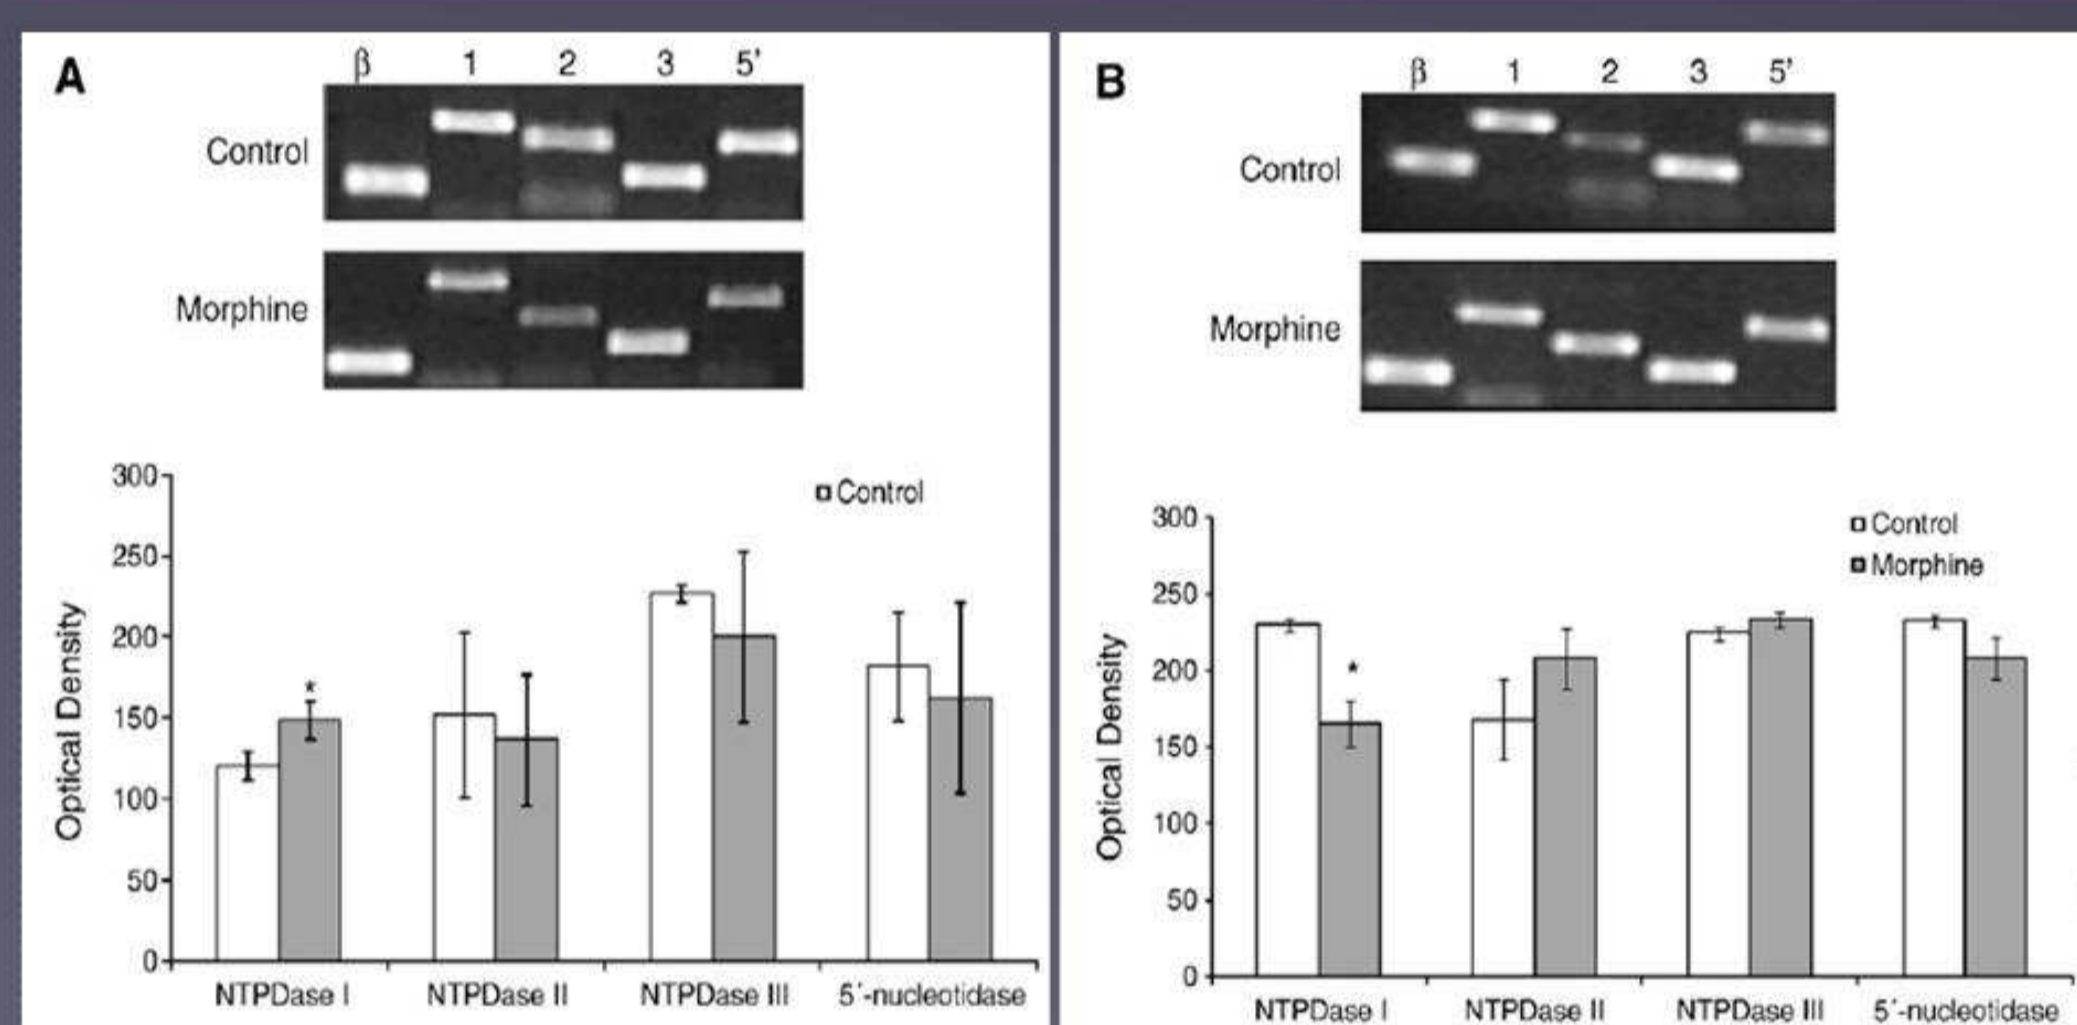 A
β 1 2 3 5'
Control
Morphine
300
250
200
150
100
50
0
Optical Density
Control
*
NTPDase I NTPDase II NTPDase III 5´-nucleotidase
B
β 1 2 3 5'
Control
Morphine
300
250
200
150
100
50
0
Optical Density
Control
Morphine
*
NTPDase I NTPDase II NTPDase III 5´-nucleotidase